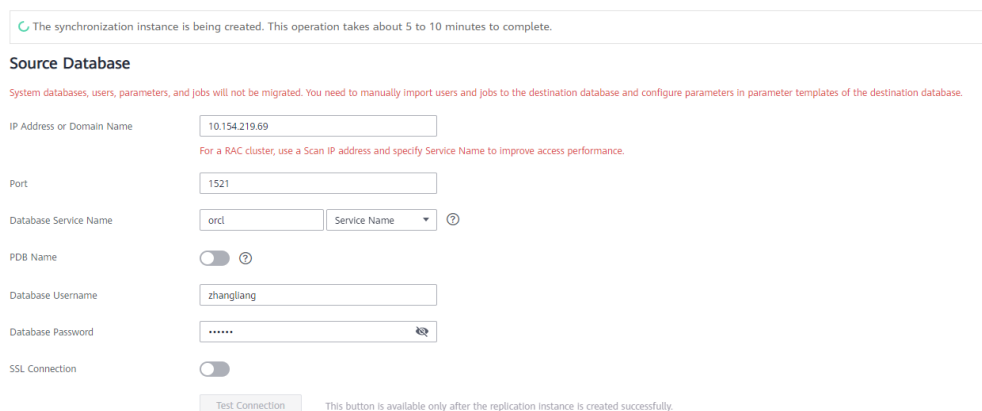 The synchronization instance is being created. This operation takes about 5 to 10 minutes to complete.
Source Database
System databases, users, parameters, and jobs will not be migrated. You need to manually import users and jobs to the destination database and configure parameters in parameter templates of the destination database.
IP Address or Domain Name 10.154.219.69
For a RAC cluster, use a Scan IP address and specify Service Name to improve access performance.
Port 1521
Database Service Name orcl Service Name ?
PDB Name ?
Database Username zhangliang
Database Password ••••••
SSL Connection
Test Connection This button is available only after the replication instance is created successfully.